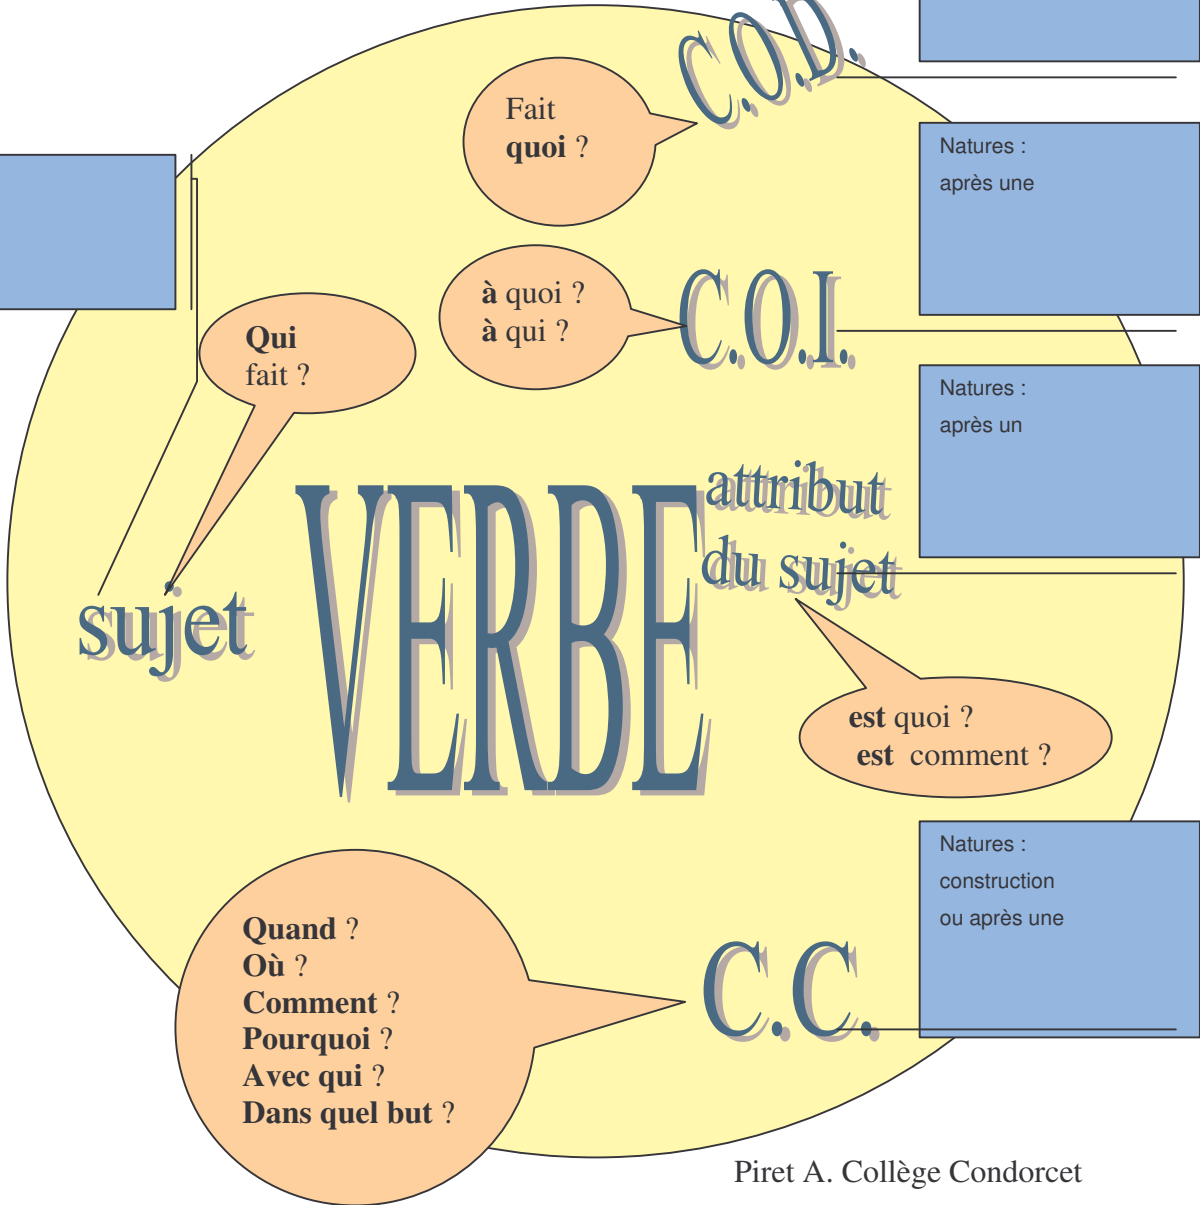 C.O.D.
Fait
quoi ?
Natures :
après une
à quoi ?
à qui ?
C.O.I.
Qui
fait ?
Natures :
après un
attribut
du sujet
VERBE
sujet
est quoi ?
est comment ?
Natures :
construction
ou après une
Quand ?
Où ?
Comment ?
Pourquoi ?
Avec qui ?
Dans quel but ?
C.C.
Piret A. Collège Condorcet